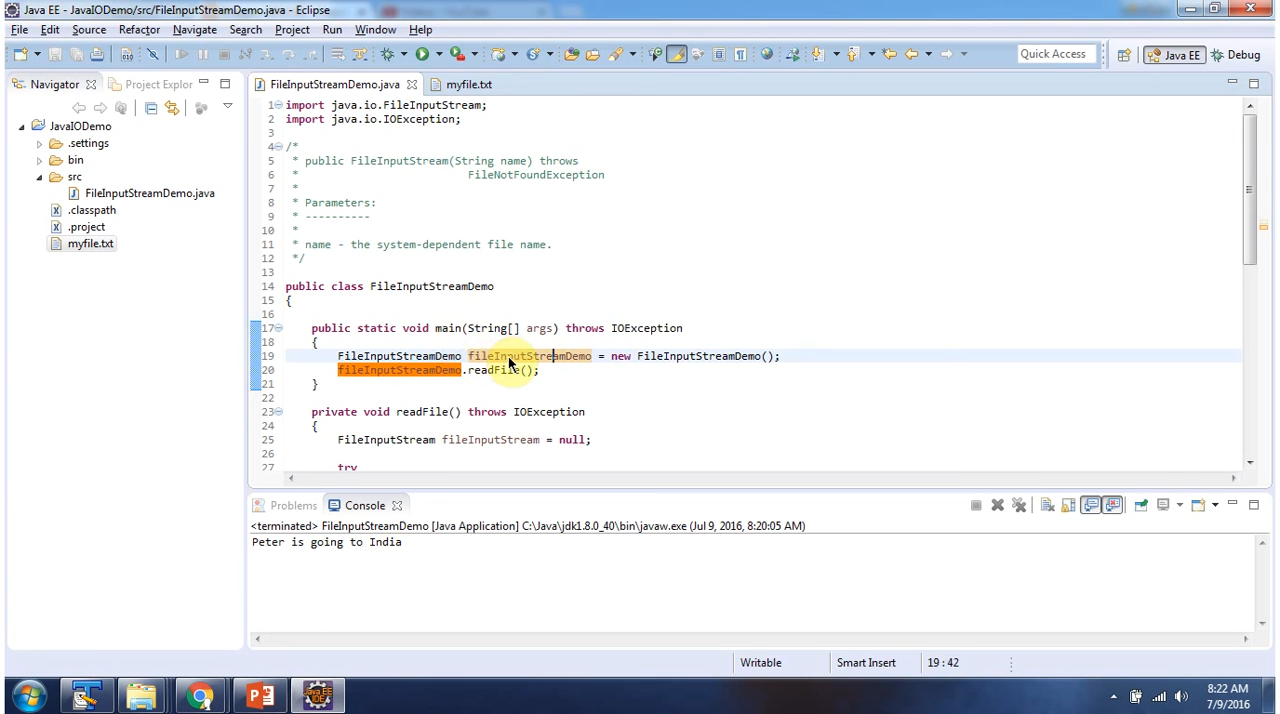 Java EE - JavaIODemo/src/FileInputStreamDemo.java - Eclipse
File Edit Source Refactor Navigate Search Project Run Window Help
Quick Access Java EE Debug
Navigator Project Explor
FileInputStreamDemo.java myfile.txt
JavaIODemo
.settings
bin
src
FileInputStreamDemo.java
.classpath
.project
myfile.txt
1 import java.io.FileInputStream;
2 import java.io.IOException;
3
4 /*
5 * public FileInputStream(String name) throws
6 * FileNotFoundException
7 *
8 * Parameters:
9 * ----------
10 *
11 * name - the system-dependent file name.
12 */
13
14 public class FileInputStreamDemo
15 {
16
17 public static void main(String[] args) throws IOException
18 {
19 FileInputStreamDemo fileInputStreamDemo = new FileInputStreamDemo();
20 fileInputStreamDemo.readFile();
21 }
22
23 private void readFile() throws IOException
24 {
25 FileInputStream fileInputStream = null;
26
27 try
Problems Console
<terminated> FileInputStreamDemo [Java Application] C:\Java\jdk1.8.0_40\bin\javaw.exe (Jul 9, 2016, 8:20:05 AM)
Peter is going to India
Writable Smart Insert 19 : 42
Java EE
IDE
8:22 AM
7/9/2016